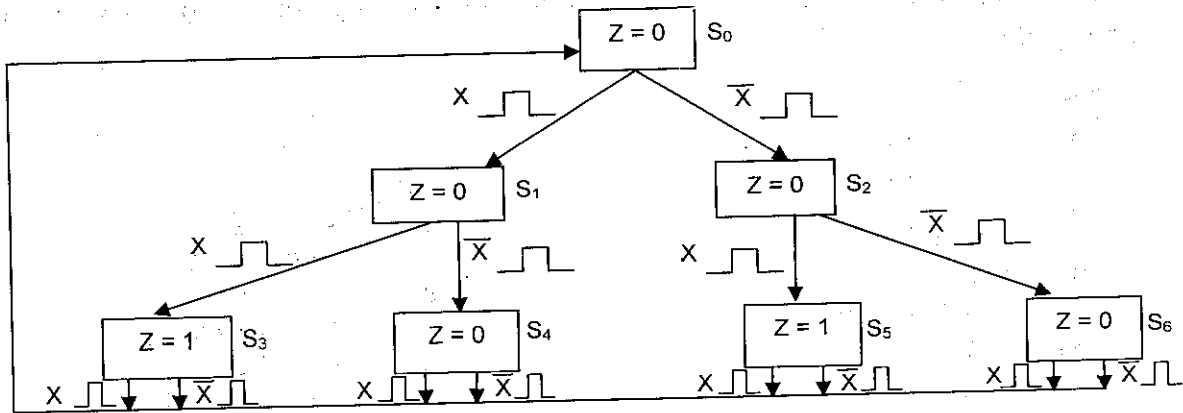 Z = 0 S₀
X X̅
Z = 0 S₁ Z = 0 S₂
X X̅ X X̅
Z = 1 S₃ Z = 0 S₄ Z = 1 S₅ Z = 0 S₆
X X̅ X X̅ X X̅ X X̅